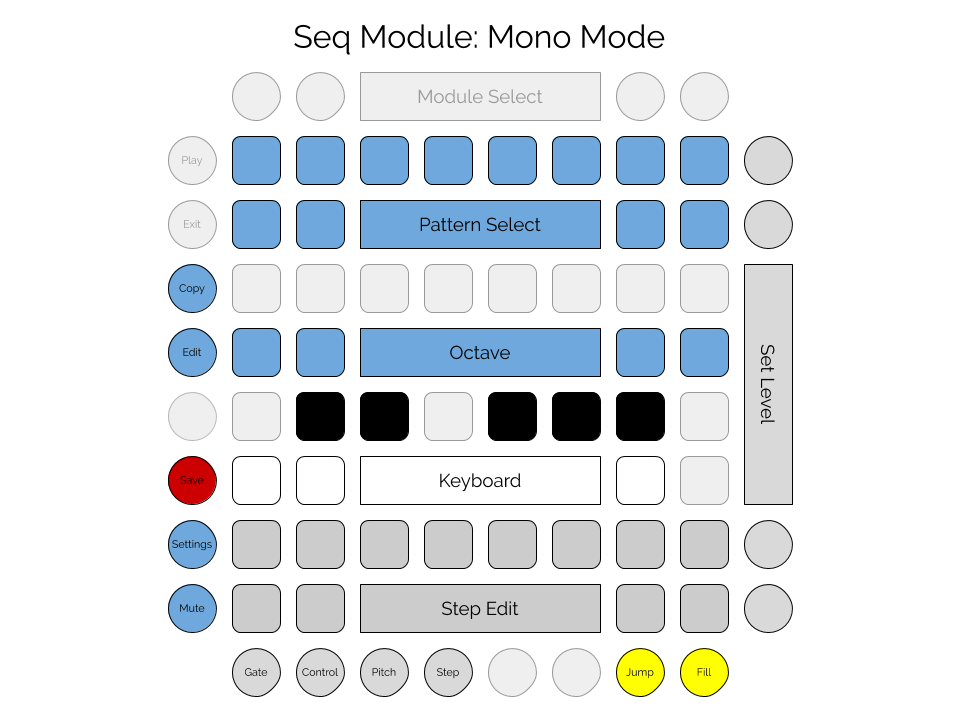 Seq Module: Mono Mode
Module Select
Play
Exit
Pattern Select
Copy
Edit
Octave
Set Level
Save
Keyboard
Settings
Mute
Step Edit
Gate
Control
Pitch
Step
Jump
Fill